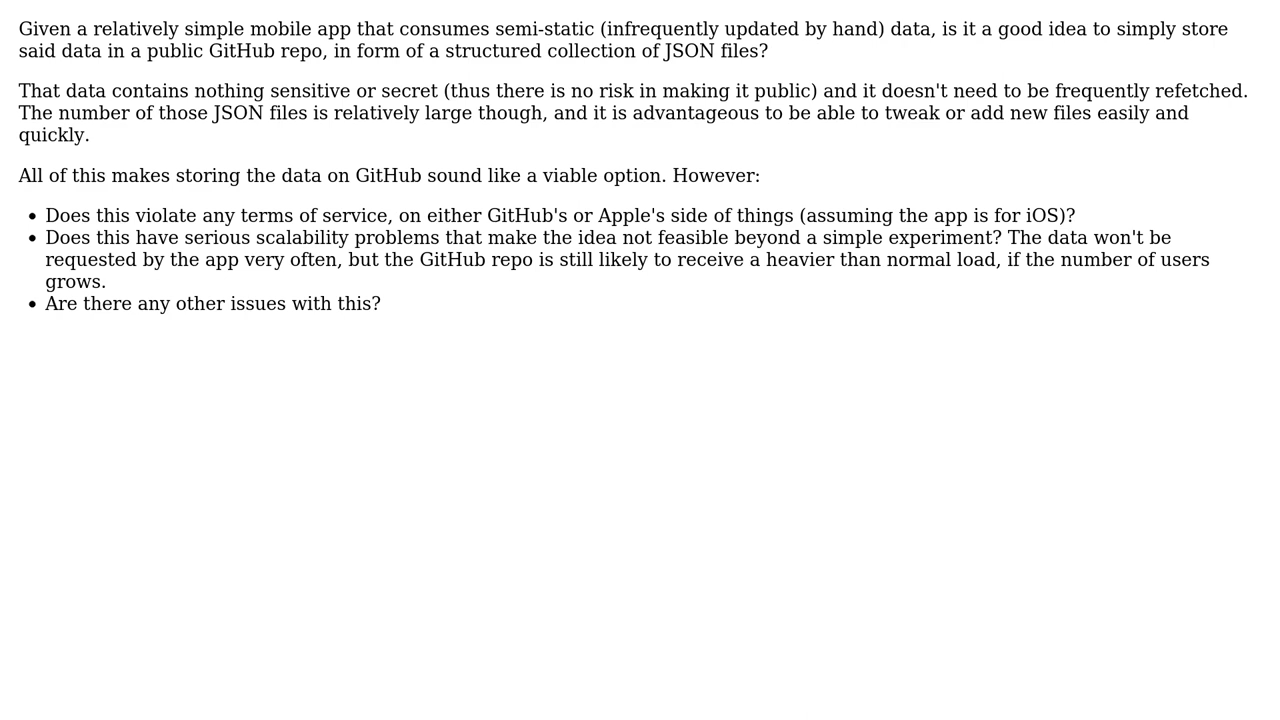 Given a relatively simple mobile app that consumes semi-static (infrequently updated by hand) data, is it a good idea to simply store
said data in a public GitHub repo, in form of a structured collection of JSON files?
That data contains nothing sensitive or secret (thus there is no risk in making it public) and it doesn't need to be frequently refetched.
The number of those JSON files is relatively large though, and it is advantageous to be able to tweak or add new files easily and
quickly.
All of this makes storing the data on GitHub sound like a viable option. However:
• Does this violate any terms of service, on either GitHub's or Apple's side of things (assuming the app is for iOS)?
• Does this have serious scalability problems that make the idea not feasible beyond a simple experiment? The data won't be
requested by the app very often, but the GitHub repo is still likely to receive a heavier than normal load, if the number of users
grows.
• Are there any other issues with this?